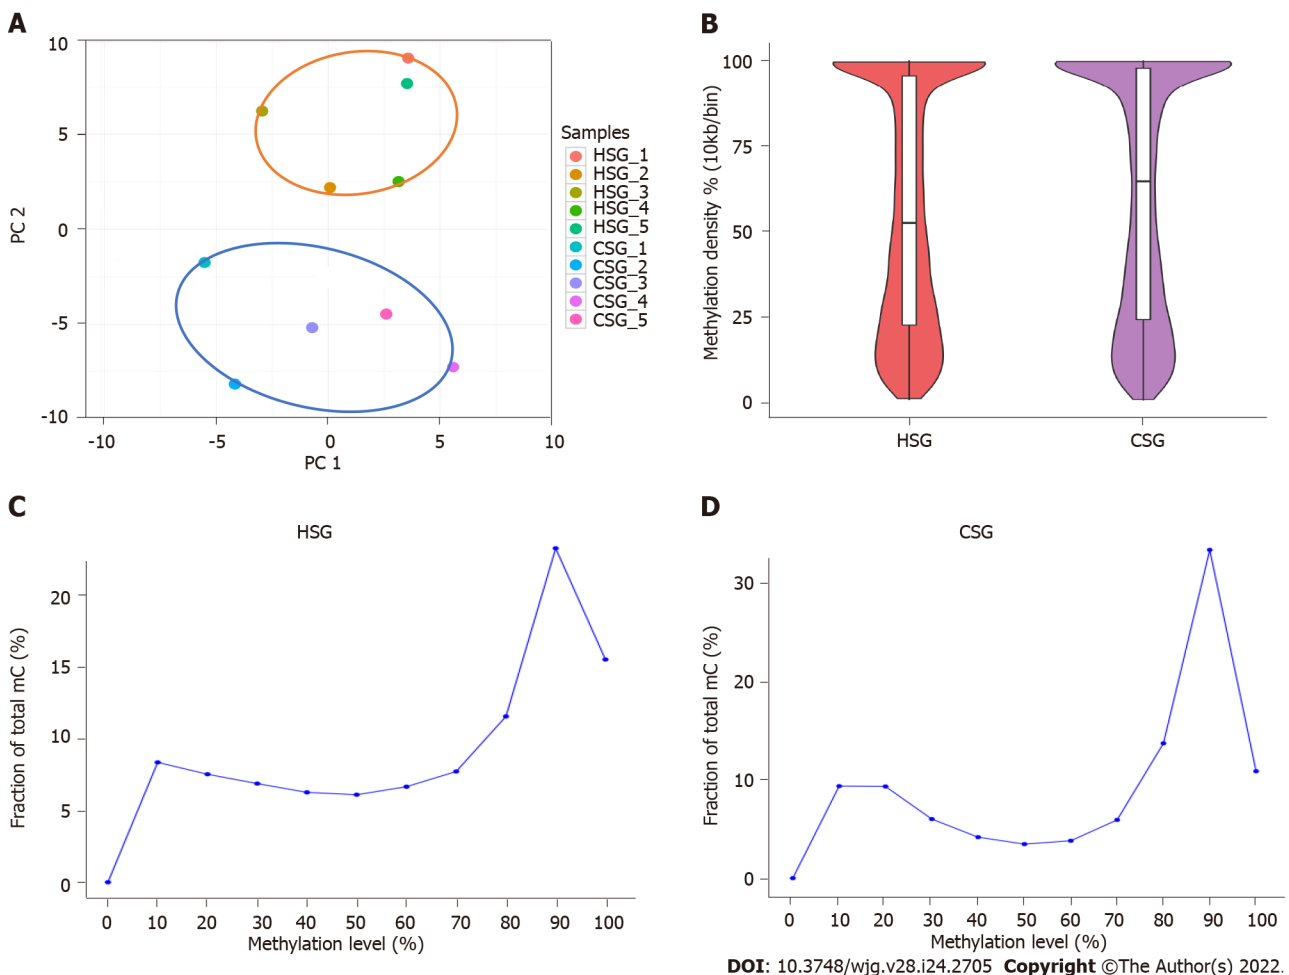 A
10
5
0
-5
-10
PC 2
-10
-5
0
5
10
PC 1
Samples
HSG_1
HSG_2
HSG_3
HSG_4
HSG_5
CSG_1
CSG_2
CSG_3
CSG_4
CSG_5
B
100
75
50
25
0
Methylation density % (10kb/bin)
HSG
CSG
C
HSG
20
15
10
5
0
Fraction of total mC (%)
0 10 20 30 40 50 60 70 80 90 100
Methylation level (%)
D
CSG
30
20
10
0
Fraction of total mC (%)
0 10 20 30 40 50 60 70 80 90 100
Methylation level (%)
DOI: 10.3748/wjg.v28.i24.2705 Copyright ©The Author(s) 2022.